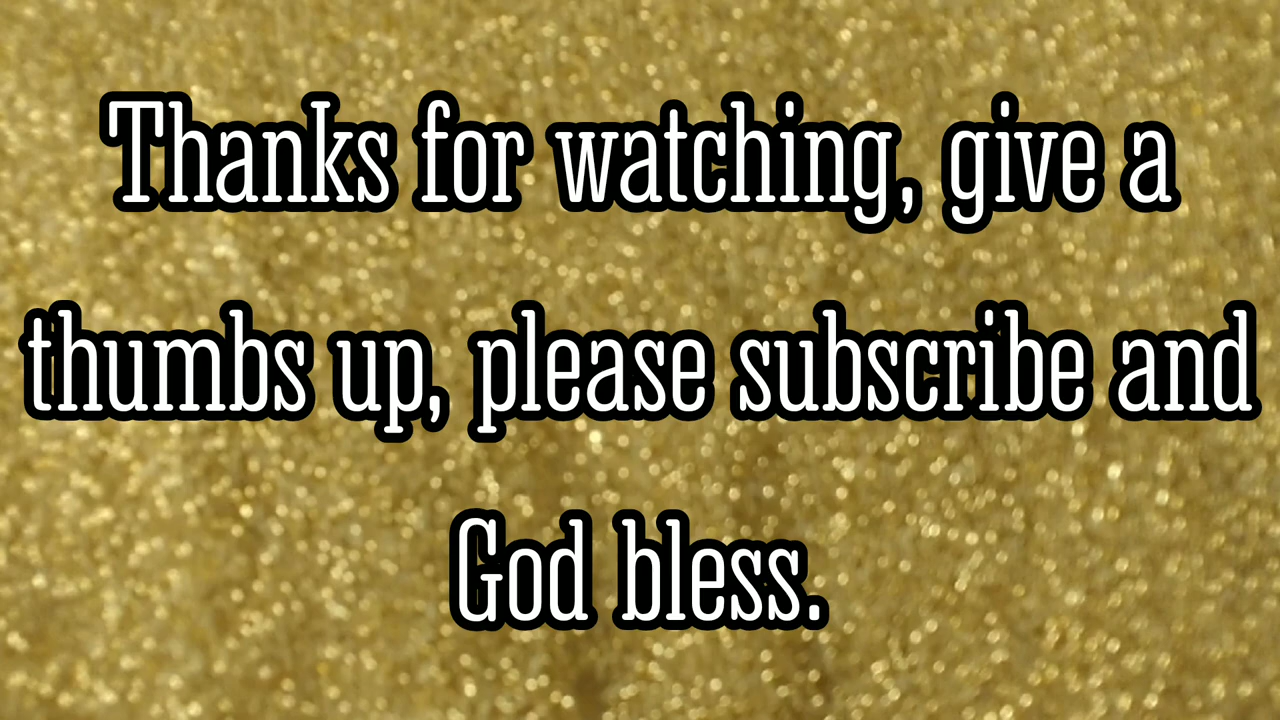 Thanks for watching, give a
thumbs up, please subscribe and
God bless.